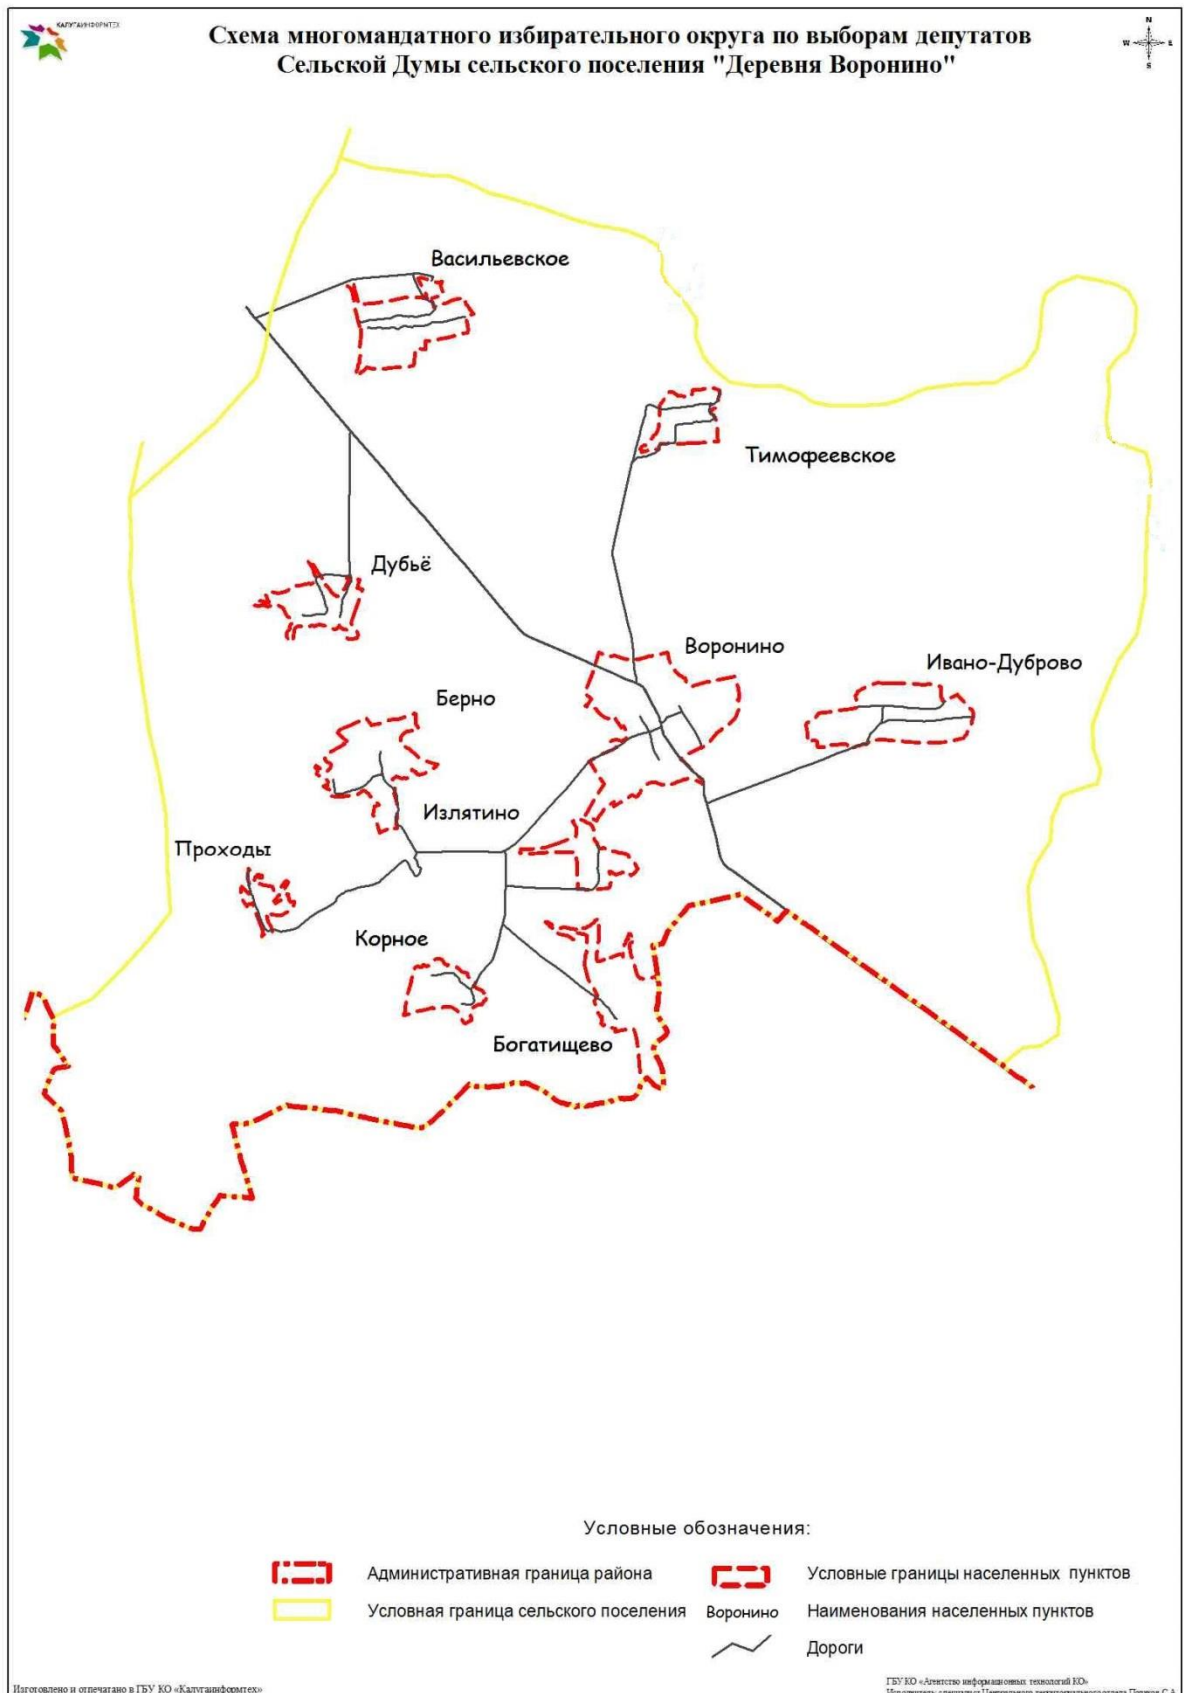 КАЛУГАИНФОРМТЕХ
Схема многомандатного избирательного округа по выборам депутатов
Сельской Думы сельского поселения "Деревня Воронино"
N
W E
S
Васильевское
Тимофеевское
Дубьё
Воронино
Ивано-Дуброво
Берно
Излятино
Проходы
Корное
Богатищево
Условные обозначения:
Административная граница района
Условные границы населенных пунктов
Условная граница сельского поселения
Воронино Наименования населенных пунктов
Дороги
Изготовлено и отпечатано в ГБУ КО «Калугаинформтех»
ГБУ КО «Агентство информационных технологий КО»